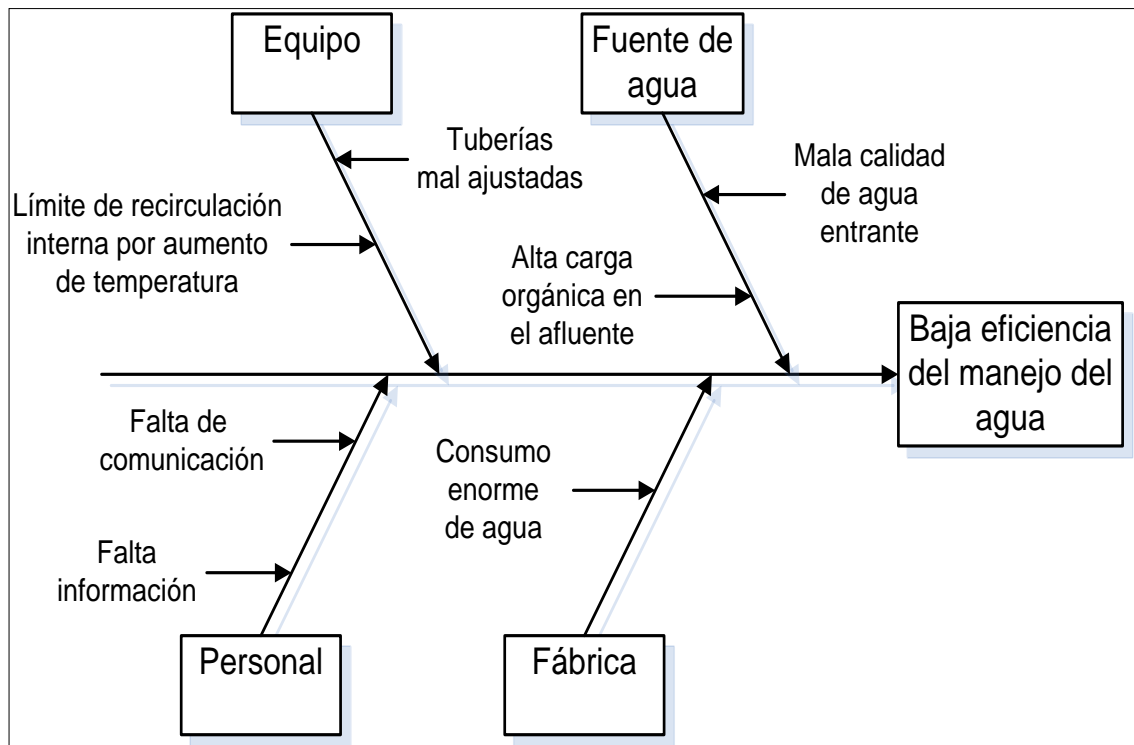 Equipo
Fuente de
agua
Tuberías
mal ajustadas
Mala calidad
de agua
entrante
Límite de recirculación
interna por aumento
de temperatura
Alta carga
orgánica en
el afluente
Baja eficiencia
del manejo del
agua
Falta de
comunicación
Consumo
enorme
de agua
Falta
información
Personal
Fábrica